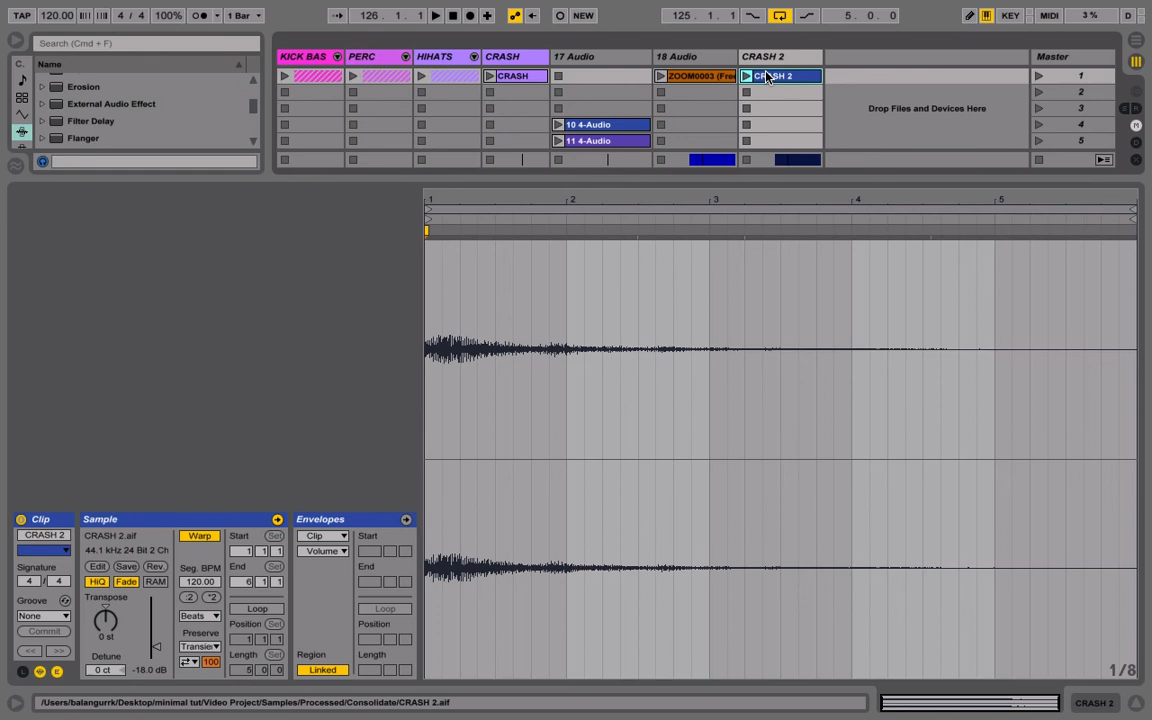 TAP 120.00 4 / 4 100% 1 Bar 126 . 1 . 1 NEW 125 . 1 . 1 5 . 0 . 0 KEY MIDI 3 % D
Search (Cmd + F)
C. Name
Erosion
External Audio Effect
Filter Delay
Flanger
KICK BAS PERC HIHATS CRASH 17 Audio 18 Audio CRASH 2 Master
CRASH ZOOM0003 (Free CRASH 2 1
2
Drop Files and Devices Here 3
10 4-Audio 4
11 4-Audio 5
1 2 3 4 5
Clip Sample Envelopes
CRASH 2 CRASH 2.aif Warp Start Set Clip Start
44.1 kHz 24 Bit 2 Ch 1 1 1 Volume
Signature Edit Save Rev. Seg. BPM End Set End
4 / 4 HiQ Fade RAM 120.00 6 1 1
Groove Transpose :2 *2 Loop Loop
None Beats Position Set Position
Commit 0 st Preserve 1 1 1
<< >> Transie Region Length Set Length
Detune
L E 0 ct -18.0 dB 100 5 0 0 Linked
1/8
/Users/balangurrk/Desktop/minimal tut/Video Project/Samples/Processed/Consolidate/CRASH 2.aif CRASH 2